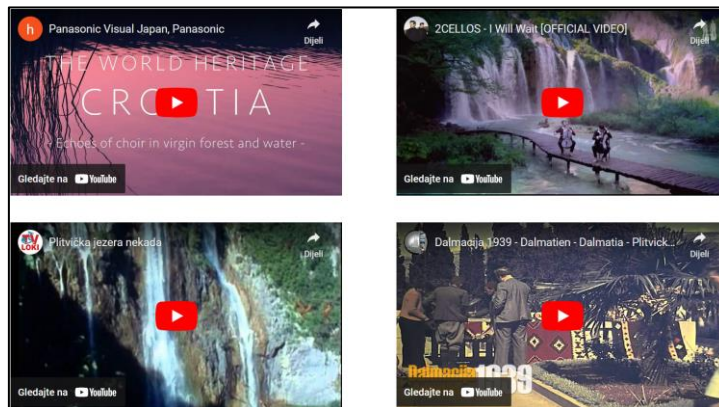 h Panasonic Visual Japan, Panasonic
Dijeli
THE WORLD HERITAGE
CROATIA
- Echoes of choir in virgin forest and water -
Gledajte na YouTube
2CELLOS - I Will Wait [OFFICIAL VIDEO]
Dijeli
Gledajte na YouTube
TV LOKI
Plitvička jezera nekada
Dijeli
Gledajte na YouTube
Dalmacija 1939 - Dalmatien - Dalmatia - Plitvick...
Dijeli
Dalmacija 1939
Gledajte na YouTube